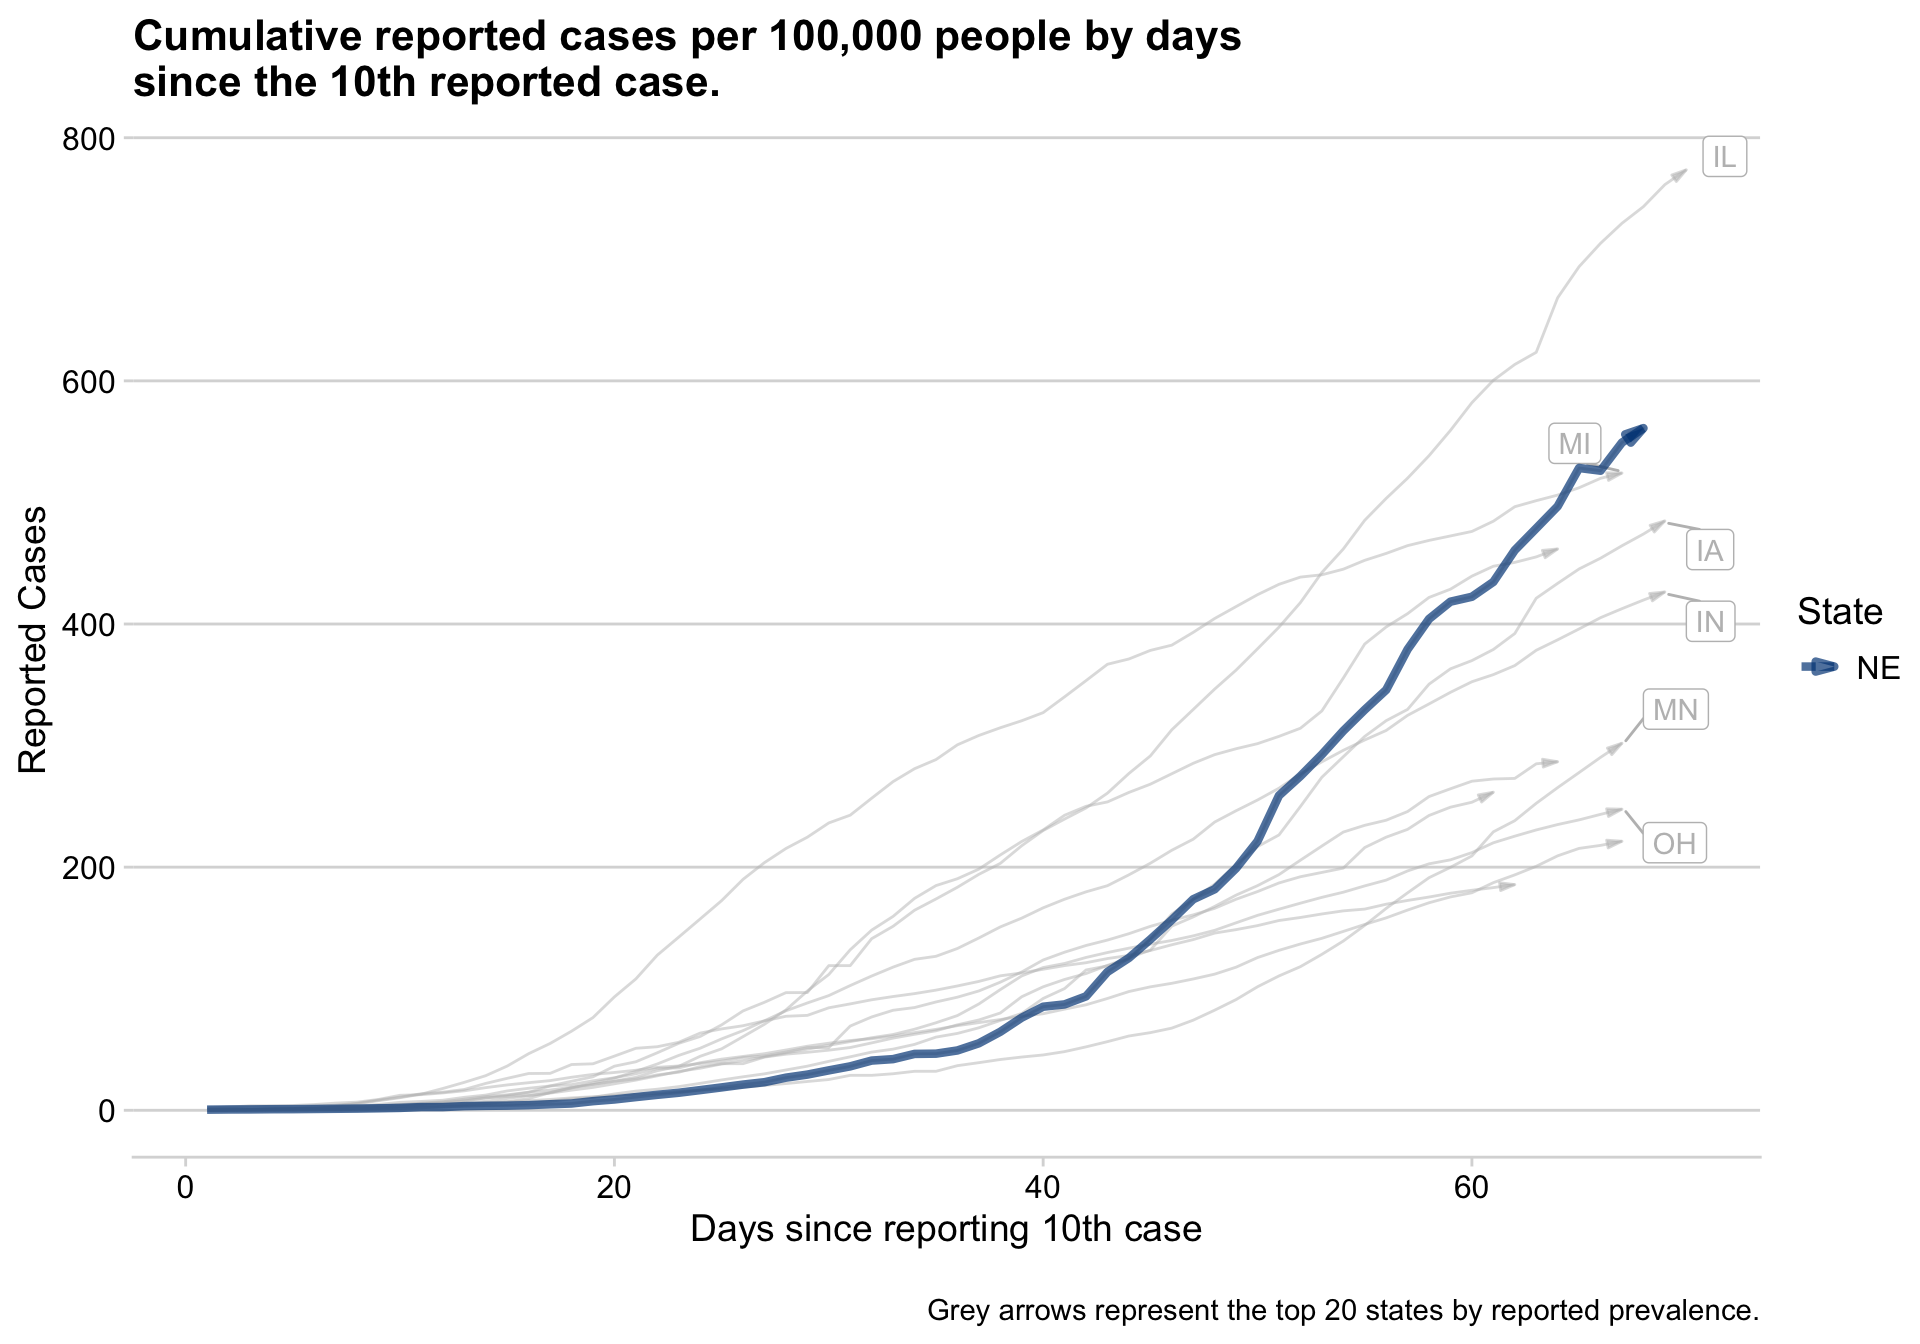 Cumulative reported cases per 100,000 people by days
since the 10th reported case.
800
600
400
200
0
Reported Cases
IL
MI
IA
IN
MN
OH
State
NE
0
20
40
60
Days since reporting 10th case
Grey arrows represent the top 20 states by reported prevalence.